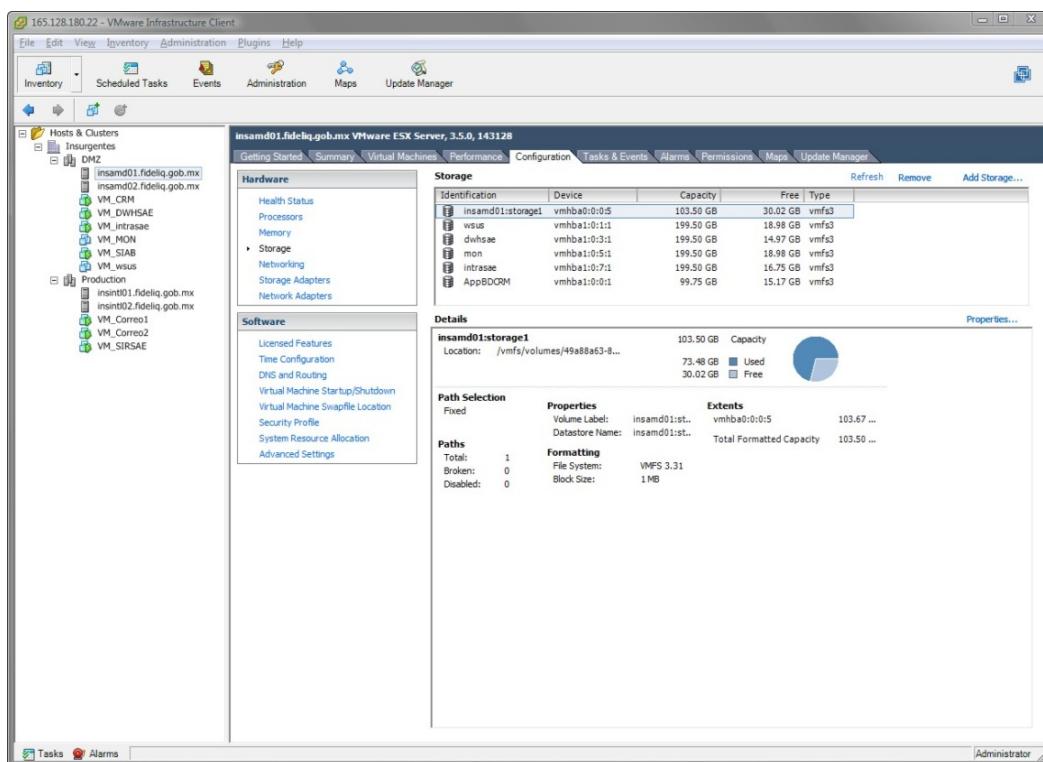 165.128.180.22 - VMware Infrastructure Client
File Edit View Inventory Administration Plugins Help
Inventory Scheduled Tasks Events Administration Maps Update Manager
Hosts & Clusters
Insurgentes
DMZ
insamd01.fideliq.gob.mx
insamd02.fideliq.gob.mx
VM_CRM
VM_DWHSAE
VM_intrasae
VM_MON
VM_SIAB
VM_wsus
Production
insintl01.fideliq.gob.mx
insintl02.fideliq.gob.mx
VM_Correo1
VM_Correo2
VM_SIRSAE
insamd01.fideliq.gob.mx VMware ESX Server, 3.5.0, 143128
Getting Started Summary Virtual Machines Performance Configuration Tasks & Events Alarms Permissions Maps Update Manager
Hardware
Health Status
Processors
Memory
Storage
Networking
Storage Adapters
Network Adapters
Software
Licensed Features
Time Configuration
DNS and Routing
Virtual Machine Startup/Shutdown
Virtual Machine Swapfile Location
Security Profile
System Resource Allocation
Advanced Settings
Storage Refresh Remove Add Storage...
Identification Device Capacity Free Type
insamd01:storage1 vmhba0:0:0:5 103.50 GB 30.02 GB vmfs3
wsus vmhba1:0:1:1 199.50 GB 18.98 GB vmfs3
dwhsae vmhba1:0:3:1 199.50 GB 14.97 GB vmfs3
mon vmhba1:0:5:1 199.50 GB 18.98 GB vmfs3
intrasae vmhba1:0:7:1 199.50 GB 16.75 GB vmfs3
AppBDCRM vmhba1:0:0:1 99.75 GB 15.17 GB vmfs3
Details Properties...
insamd01:storage1 103.50 GB Capacity
Location: /vmfs/volumes/49a88a63-8...
73.48 GB Used
30.02 GB Free
Path Selection
Fixed
Paths
Total: 1
Broken: 0
Disabled: 0
Properties
Volume Label: insamd01:st...
Datastore Name: insamd01:st...
Formatting
File System: VMFS 3.31
Block Size: 1 MB
Extents
vmhba0:0:0:5 103.67 ...
Total Formatted Capacity 103.50 ...
Tasks Alarms Administrator